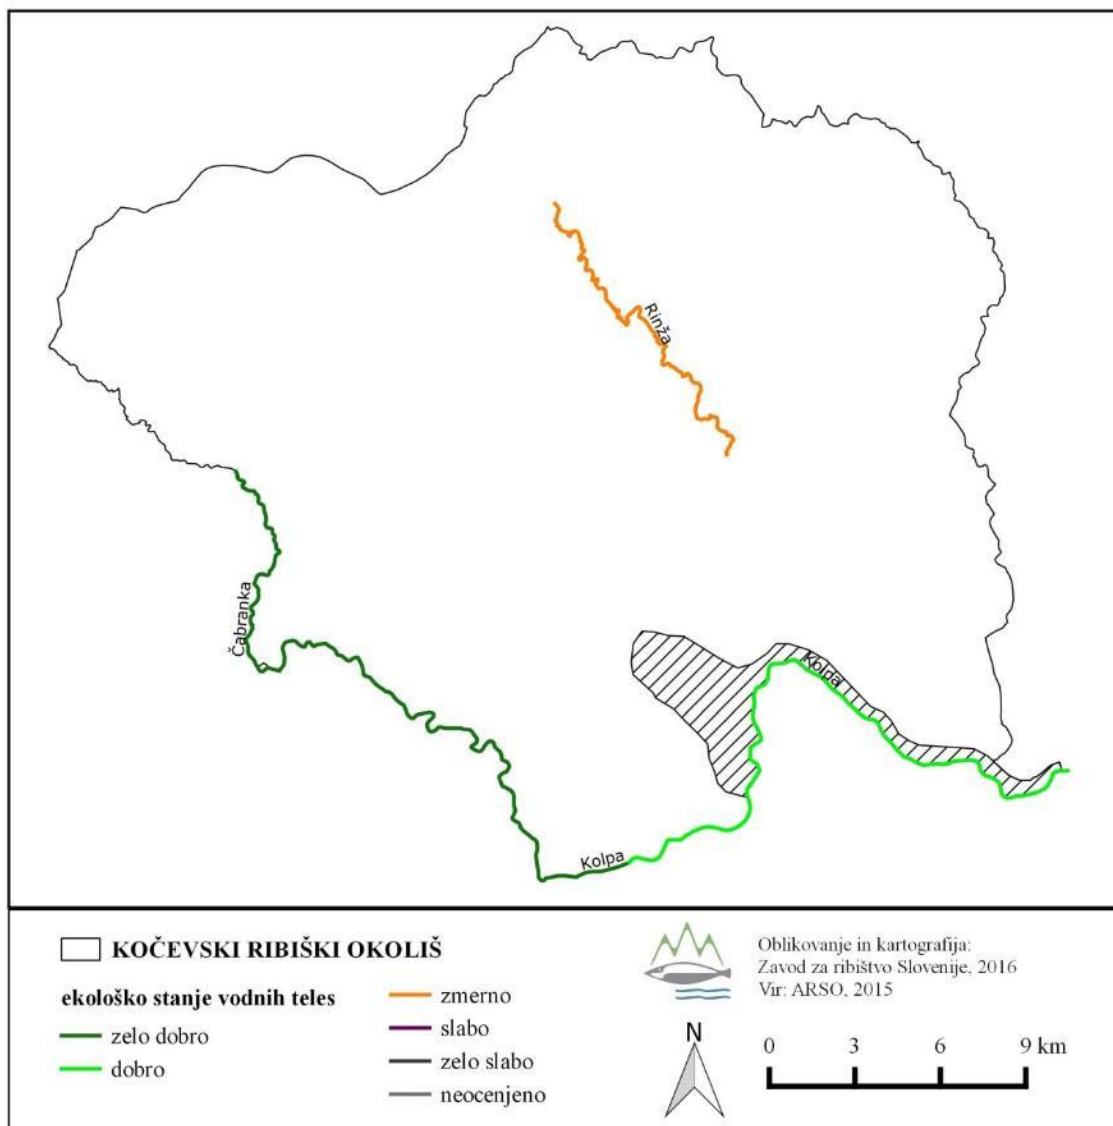 Rinža
Čabranka
Kolpa
Kolpa
KOČEVSKI RIBIŠKI OKOLIŠ
ekološko stanje vodnih teles
zelo dobro
dobro
zmerno
slabo
zelo slabo
neocenjeno
Oblikovanje in kartografija:
Zavod za ribištvo Slovenije, 2016
Vir: ARSO, 2015
N
0 3 6 9 km